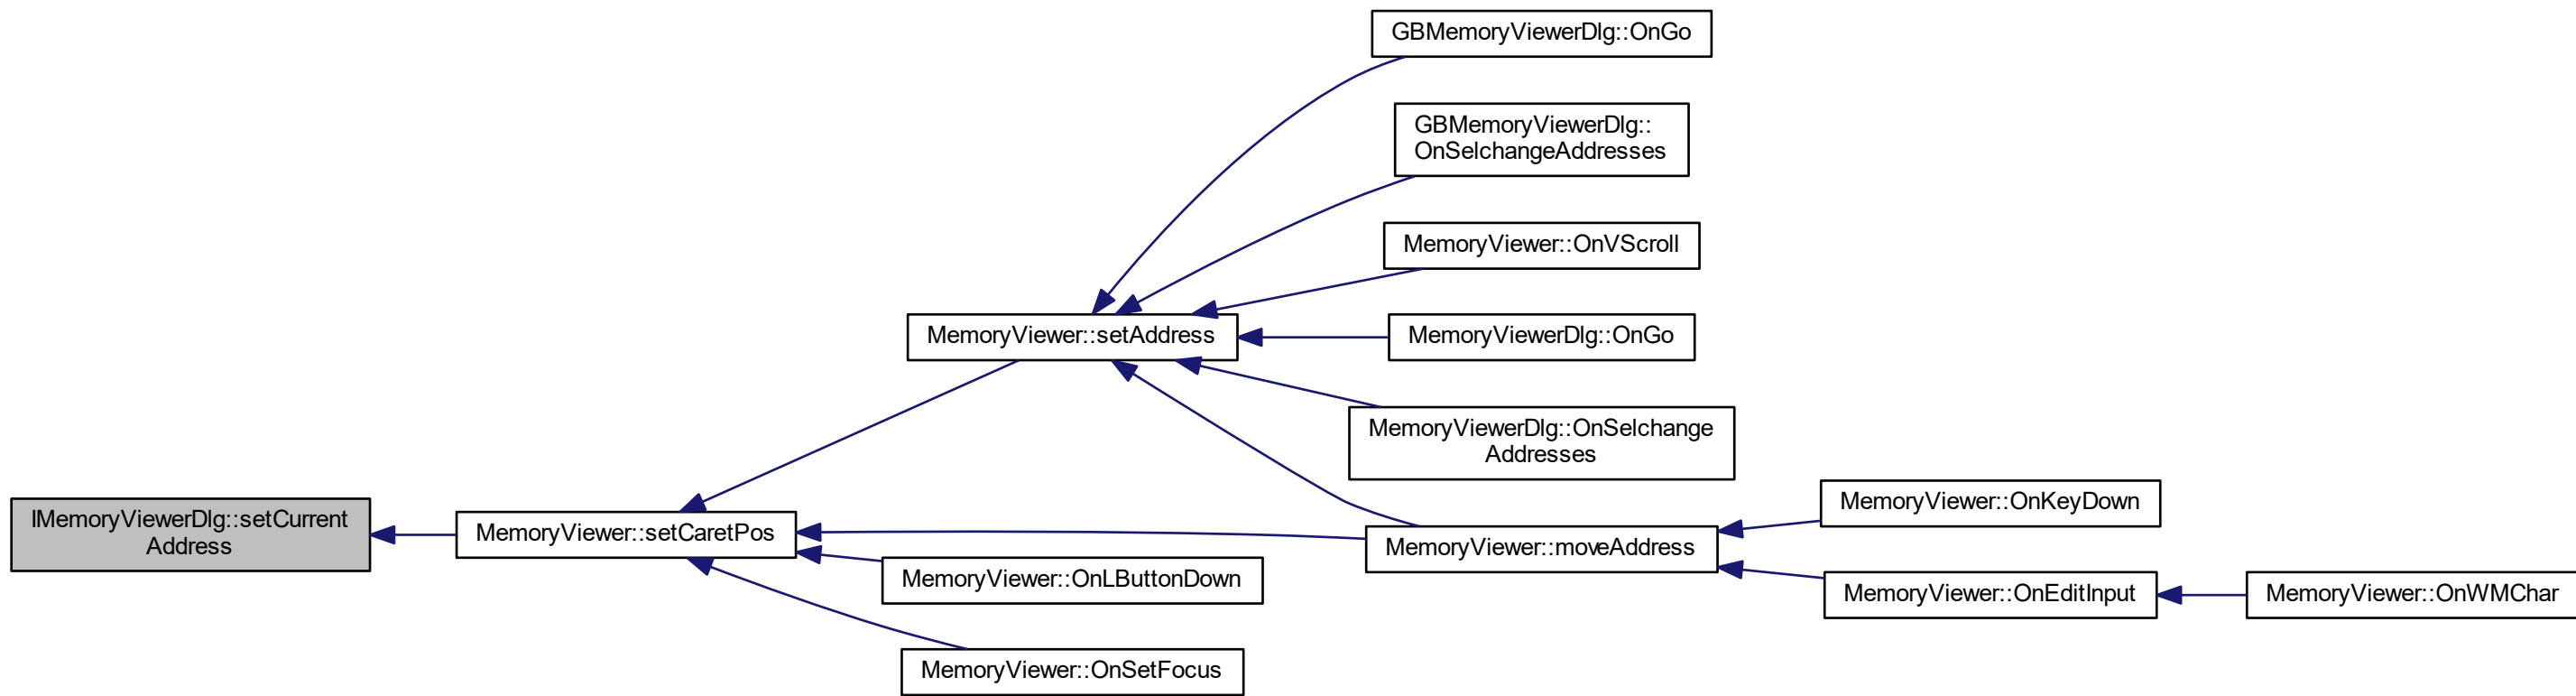 GBMemoryViewerDlg::OnGo
GBMemoryViewerDlg::
OnSelchangeAddresses
MemoryViewer::OnVScroll
MemoryViewer::setAddress
MemoryViewerDlg::OnGo
MemoryViewerDlg::OnSelchange
Addresses
IMemoryViewerDlg::setCurrent
Address
MemoryViewer::setCaretPos
MemoryViewer::moveAddress
MemoryViewer::OnKeyDown
MemoryViewer::OnLButtonDown
MemoryViewer::OnEditInput
MemoryViewer::OnWMChar
MemoryViewer::OnSetFocus